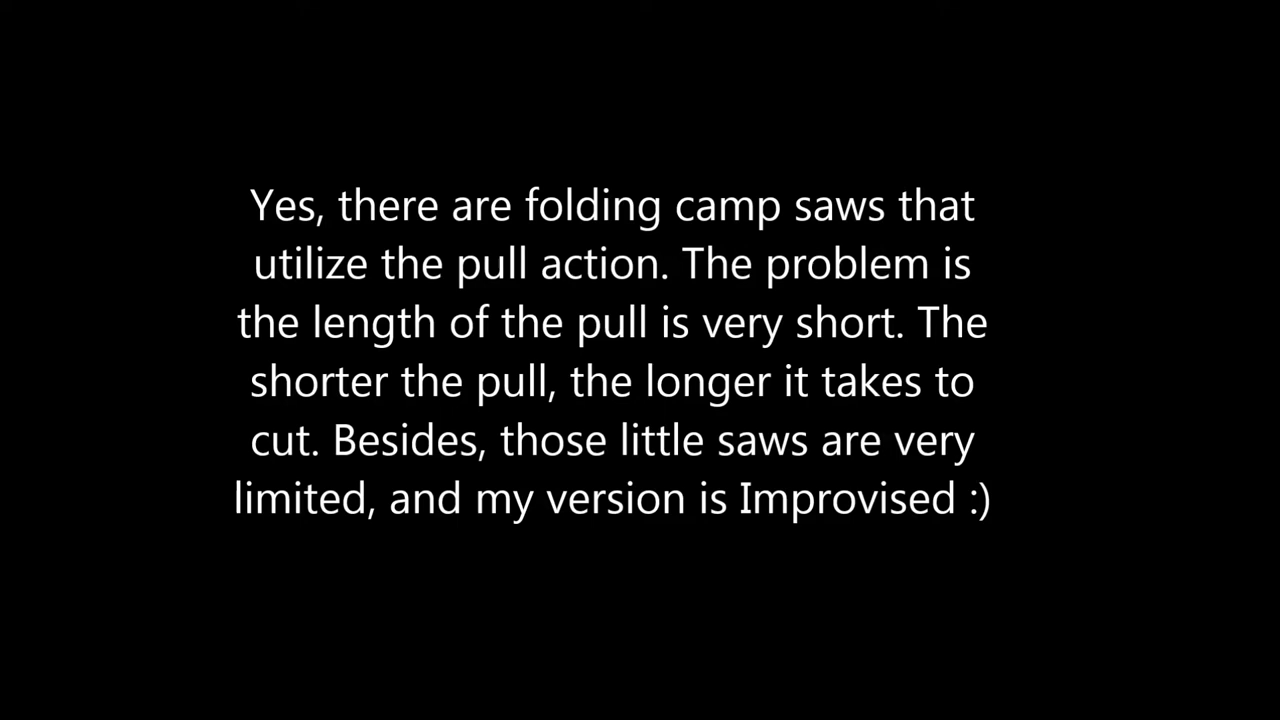 Yes, there are folding camp saws that
utilize the pull action. The problem is
the length of the pull is very short. The
shorter the pull, the longer it takes to
cut. Besides, those little saws are very
limited, and my version is Improvised :)